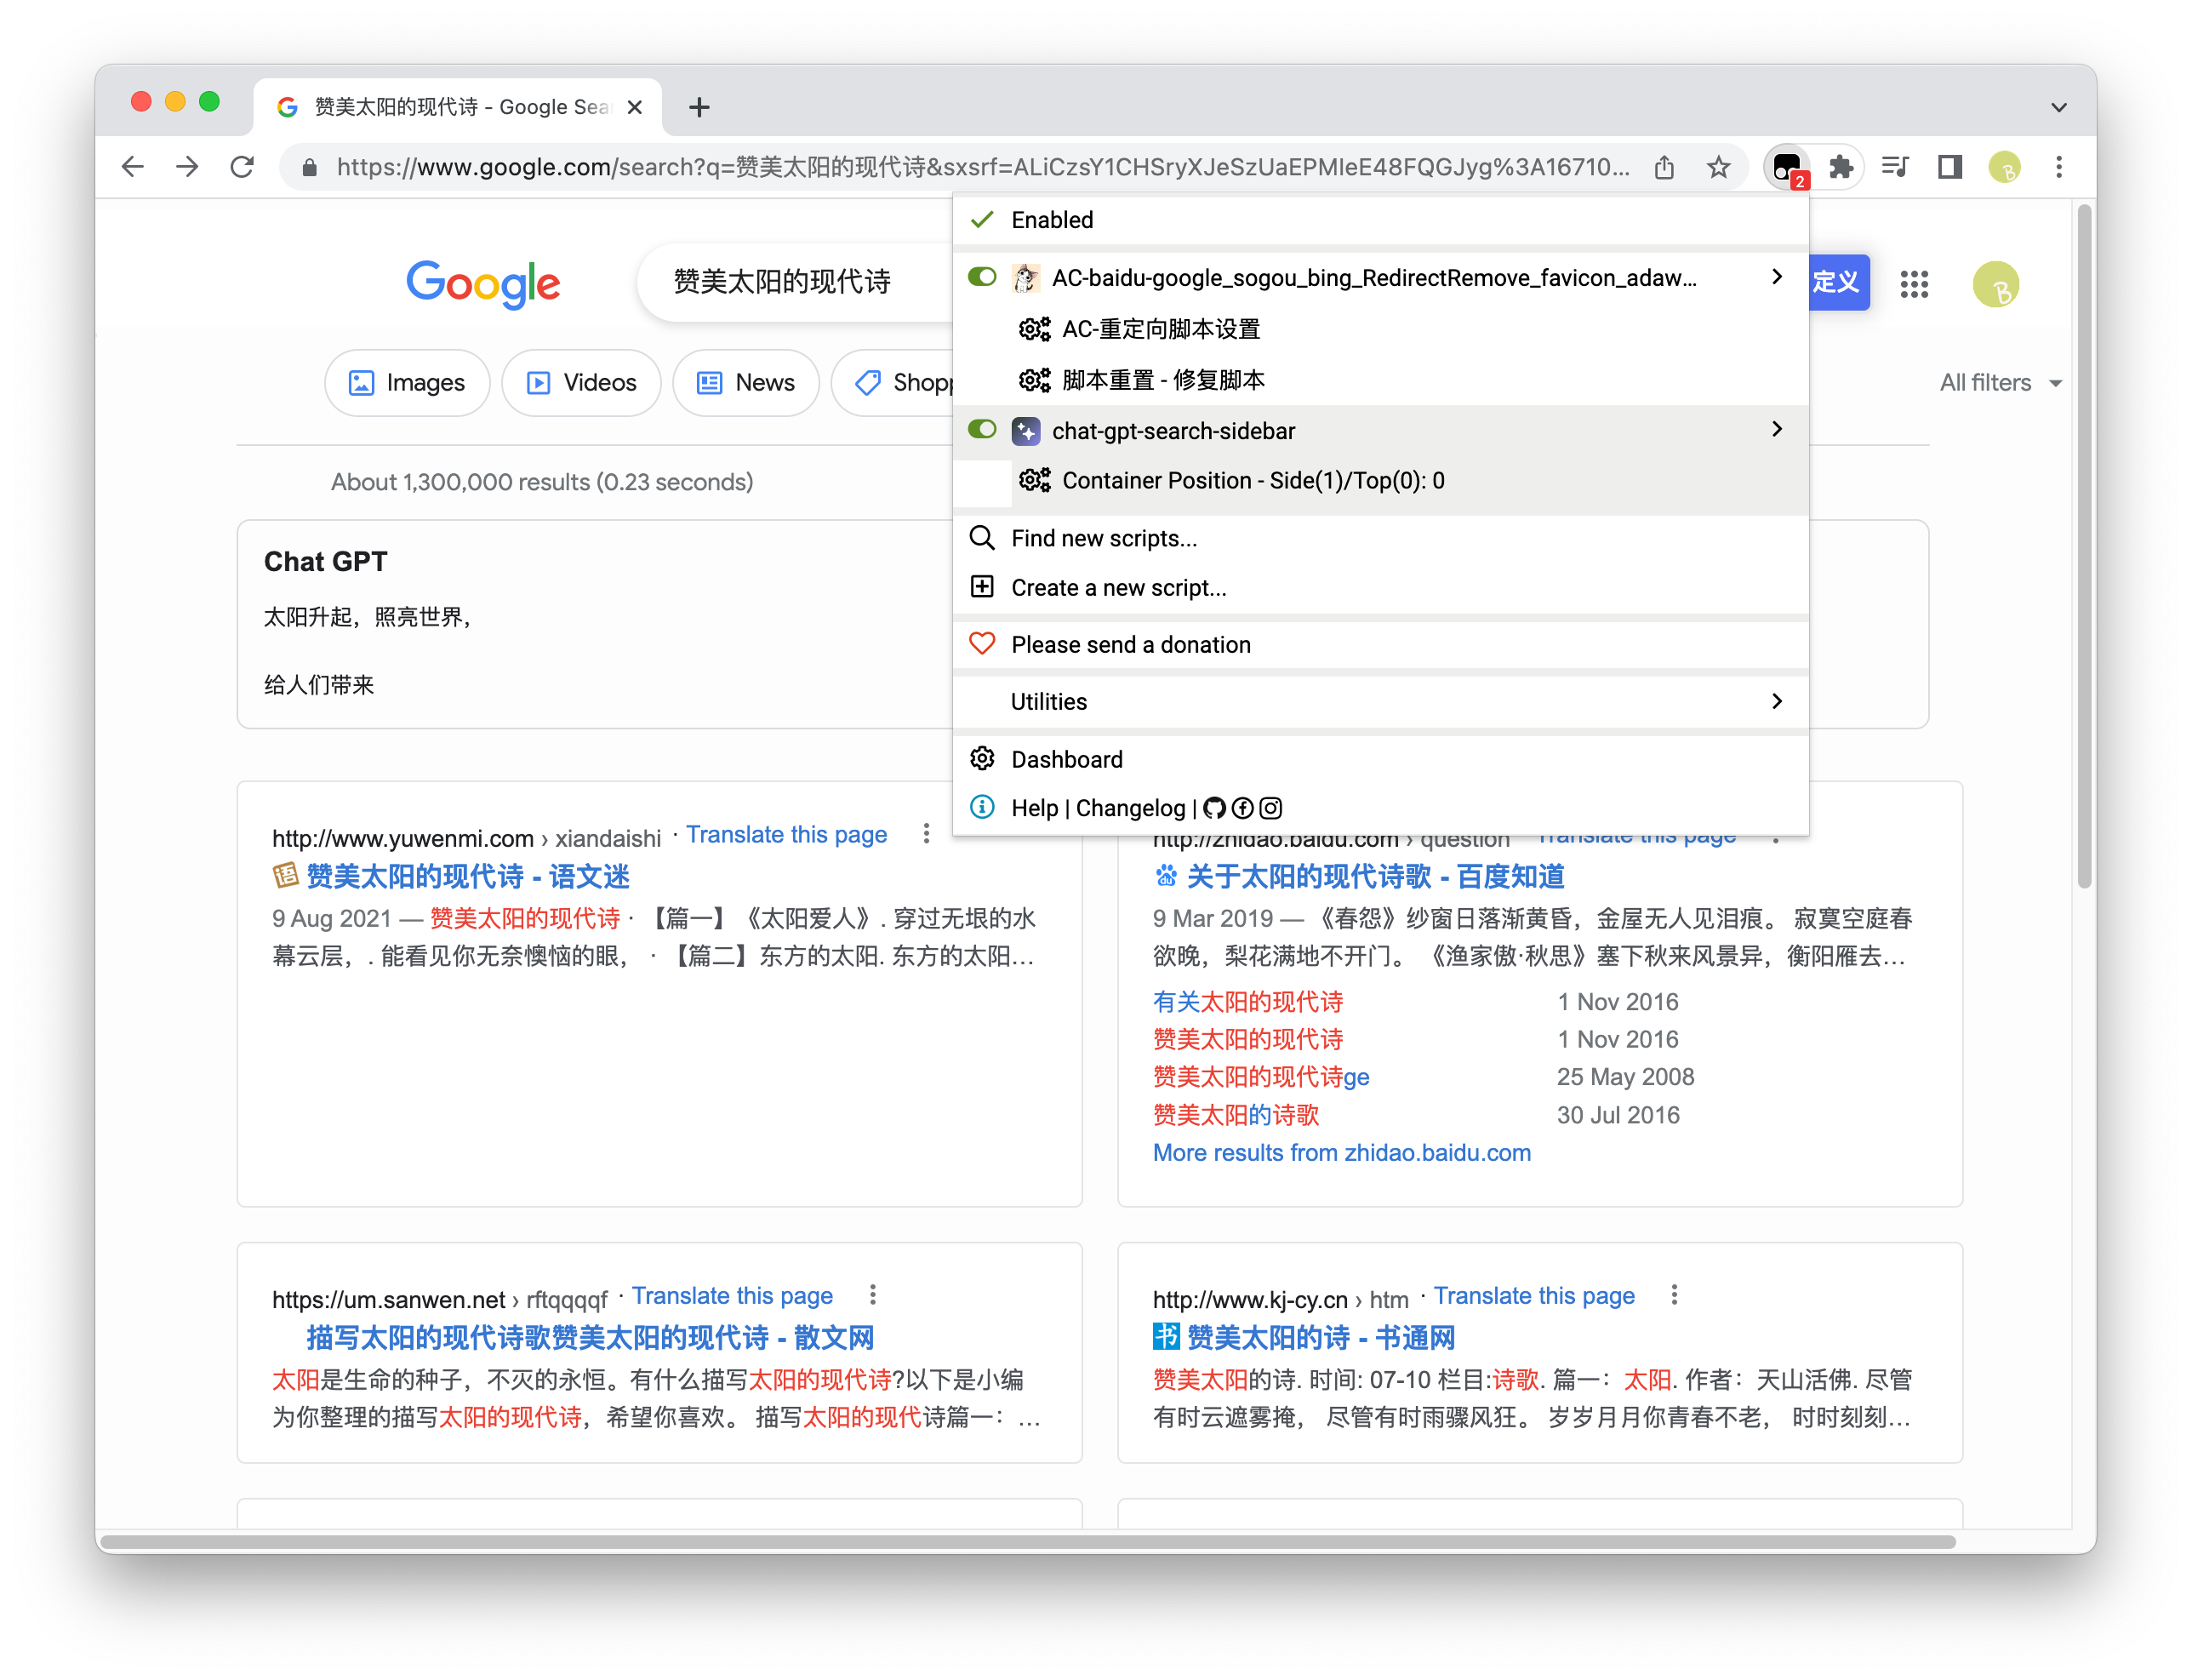 赞美太阳的现代诗 - Google Sea
https://www.google.com/search?q=赞美太阳的现代诗&sxsrf=ALiCzsY1CHSryXJeSzUaEPMIeE48FQGJyg%3A16710...
2
Enabled
Google
赞美太阳的现代诗
AC-baidu-google_sogou_bing_RedirectRemove_favicon_adaw...
定义
AC-重定向脚本设置
Images
Videos
News
Shopp
脚本重置 - 修复脚本
All filters
chat-gpt-search-sidebar
About 1,300,000 results (0.23 seconds)
Container Position - Side(1)/Top(0): 0
Find new scripts...
Chat GPT
Create a new script...
太阳升起，照亮世界，
Please send a donation
给人们带来
Utilities
Dashboard
Help | Changelog |
http://www.yuwenmi.com › xiandaishi · Translate this page
赞美太阳的现代诗 - 语文迷
9 Aug 2021 — 赞美太阳的现代诗 · 【篇一】《太阳爱人》. 穿过无垠的水
幕云层，. 能看见你无奈懊恼的眼， · 【篇二】东方的太阳. 东方的太阳...
http://zhidao.baidu.com › question Translate this page
关于太阳的现代诗歌 - 百度知道
9 Mar 2019 — 《春怨》纱窗日落渐黄昏，金屋无人见泪痕。 寂寞空庭春
欲晚，梨花满地不开门。 《渔家傲·秋思》塞下秋来风景异，衡阳雁去...
有关太阳的现代诗 1 Nov 2016
赞美太阳的现代诗 1 Nov 2016
赞美太阳的现代诗ge 25 May 2008
赞美太阳的诗歌 30 Jul 2016
More results from zhidao.baidu.com
https://um.sanwen.net › rftqqqqf · Translate this page
描写太阳的现代诗歌赞美太阳的现代诗 - 散文网
太阳是生命的种子，不灭的永恒。有什么描写太阳的现代诗?以下是小编
为你整理的描写太阳的现代诗，希望你喜欢。 描写太阳的现代诗篇一：...
http://www.kj-cy.cn › htm · Translate this page
书 赞美太阳的诗 - 书通网
赞美太阳的诗. 时间: 07-10 栏目:诗歌. 篇一：太阳. 作者：天山活佛. 尽管
有时云遮雾掩， 尽管有时雨骤风狂。 岁岁月月你青春不老， 时时刻刻...